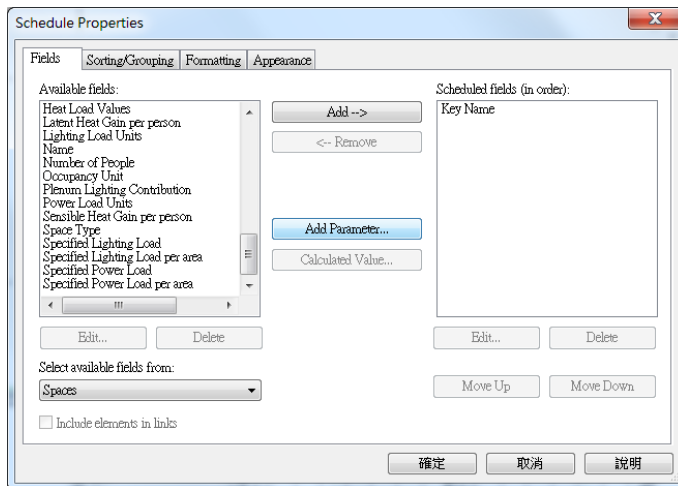 Schedule Properties
Fields
Sorting/Grouping
Formatting
Appearance
Available fields:
Heat Load Values
Latent Heat Gain per person
Lighting Load Units
Name
Number of People
Occupancy Unit
Plenum Lighting Contribution
Power Load Units
Sensible Heat Gain per person
Space Type
Specified Lighting Load
Specified Lighting Load per area
Specified Power Load
Specified Power Load per area
Add -->
<-- Remove
Add Parameter...
Calculated Value...
Scheduled fields (in order):
Key Name
Edit...
Delete
Edit...
Delete
Select available fields from:
Spaces
Move Up
Move Down
Include elements in links
確定
取消
說明